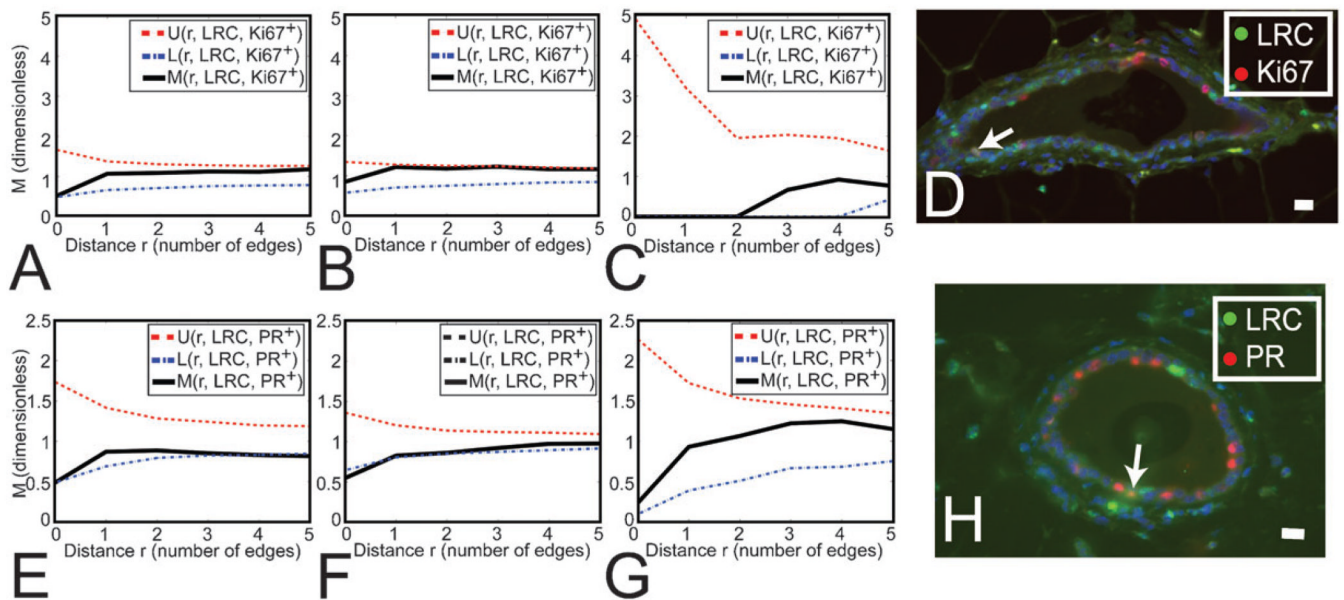 5
4
3
2
1
0
M (dimensionless)
U(r, LRC, Ki67+)
L(r, LRC, Ki67+)
M(r, LRC, Ki67+)
0 1 2 3 4 5
Distance r (number of edges)
A
5
4
3
2
1
0
U(r, LRC, Ki67+)
L(r, LRC, Ki67+)
M(r, LRC, Ki67+)
0 1 2 3 4 5
Distance r (number of edges)
B
5
4
3
2
1
0
U(r, LRC, Ki67+)
L(r, LRC, Ki67+)
M(r, LRC, Ki67+)
0 1 2 3 4 5
Distance r (number of edges)
C
LRC
Ki67
D
2.5
2
1.5
1
0.5
0
M (dimensionless)
U(r, LRC, PR+)
L(r, LRC, PR+)
M(r, LRC, PR+)
0 1 2 3 4 5
Distance r (number of edges)
E
2.5
2
1.5
1
0.5
0
U(r, LRC, PR+)
L(r, LRC, PR+)
M(r, LRC, PR+)
0 1 2 3 4 5
Distance r (number of edges)
F
2.5
2
1.5
1
0.5
0
U(r, LRC, PR+)
L(r, LRC, PR+)
M(r, LRC, PR+)
0 1 2 3 4 5
Distance r (number of edges)
G
LRC
PR
H